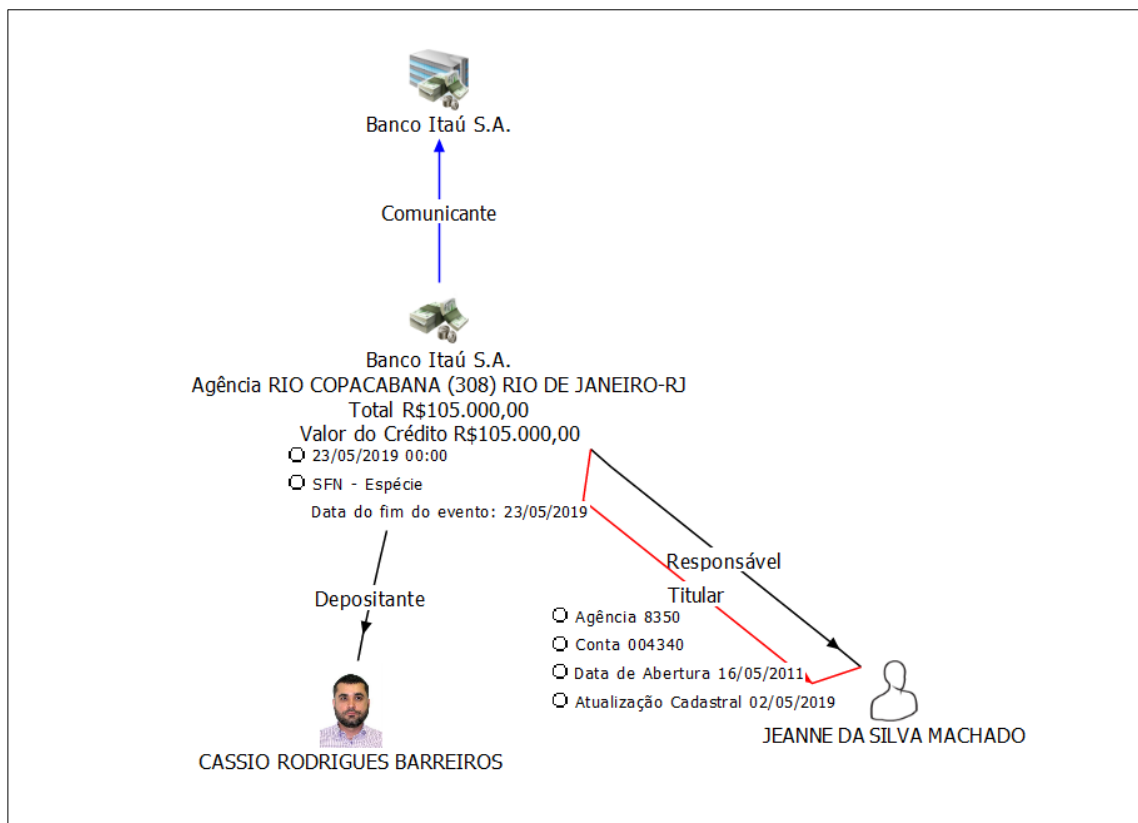 Banco Itaú S.A.
Comunicante
Banco Itaú S.A.
Agência RIO COPACABANA (308) RIO DE JANEIRO-RJ
Total R$105.000,00
Valor do Crédito R$105.000,00
23/05/2019 00:00
SFN - Espécie
Data do fim do evento: 23/05/2019
Responsável
Titular
Depositante
Agência 8350
Conta 004340
Data de Abertura 16/05/2011
Atualização Cadastral 02/05/2019
JEANNE DA SILVA MACHADO
CASSIO RODRIGUES BARREIROS